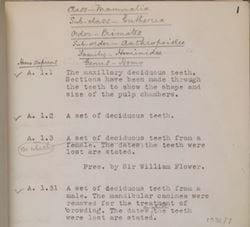 1
Class - Mammalia
Sub-class - Eutheria
Order - Primates
Sub-order - Anthropoidea
Family - Hominidae
Genus - Homo
Homo sapiens
A. 1.1 The maxillary deciduous teeth.
Sections have been made through
the teeth to show the shape and
size of the pulp chambers.
A. 1.2 A set of deciduous teeth.
A. 1.3 A set of deciduous teeth from a
female. The dates the teeth were
lost are stated.
Pres. by Sir William Flower.
A. 1.31 A set of deciduous teeth from a
male. The mandibular canines were
removed for the treatment of
crowding. The dates the teeth
were lost are stated.